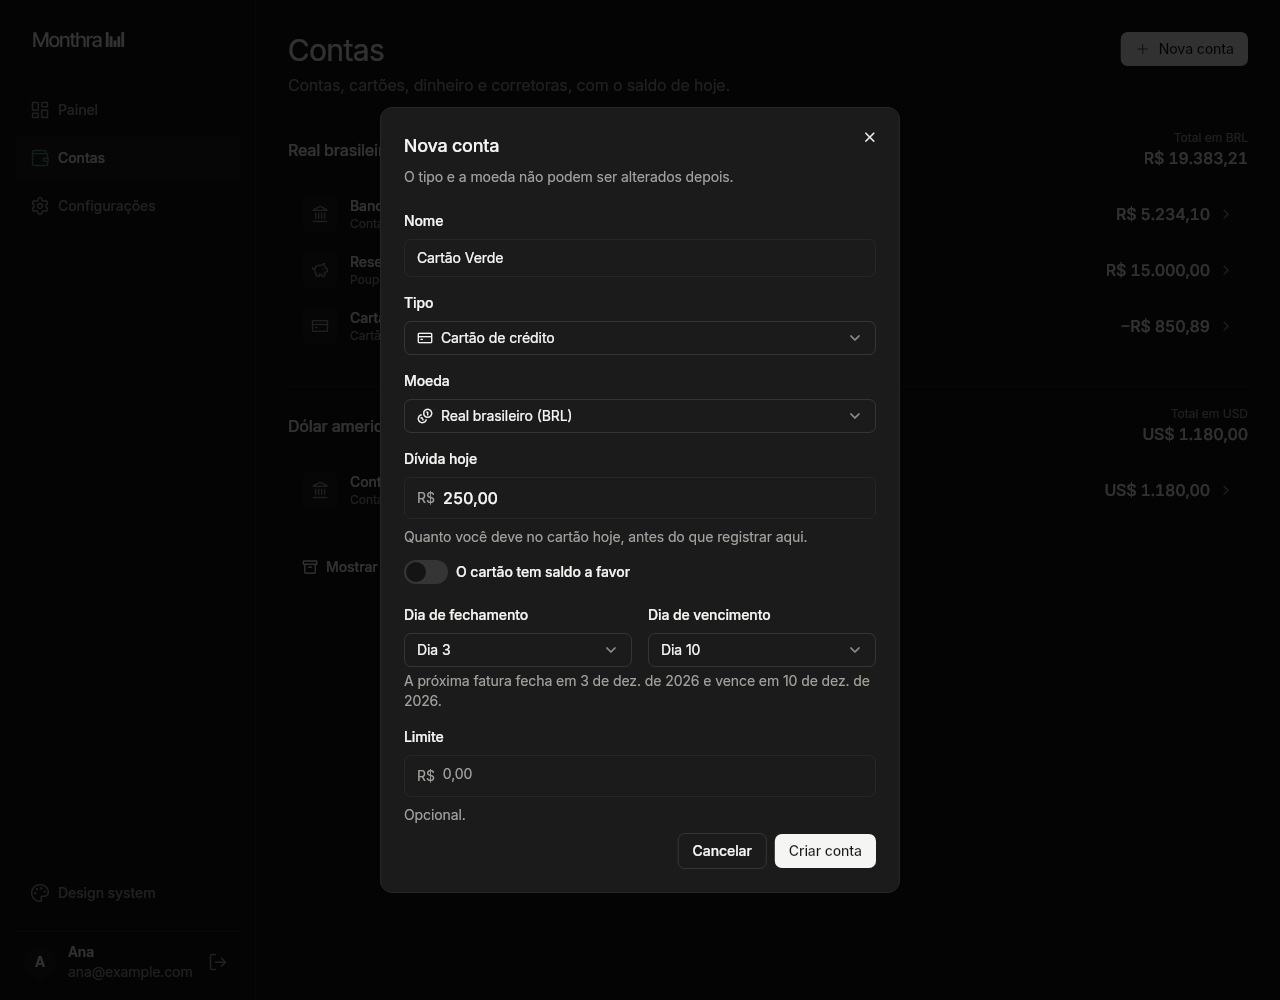 Monthra
Contas
Nova conta
Contas, cartões, dinheiro e corretoras, com o saldo de hoje.
Painel
Contas
Configurações
Total em BRL
R$ 19.383,21
R$ 5.234,10
R$ 15.000,00
−R$ 850,89
Total em USD
US$ 1.180,00
US$ 1.180,00
Mostrar
Nova conta
O tipo e a moeda não podem ser alterados depois.
Nome
Cartão Verde
Tipo
Cartão de crédito
Moeda
Real brasileiro (BRL)
Dívida hoje
R$ 250,00
Quanto você deve no cartão hoje, antes do que registrar aqui.
O cartão tem saldo a favor
Dia de fechamento
Dia de vencimento
Dia 3
Dia 10
A próxima fatura fecha em 3 de dez. de 2026 e vence em 10 de dez. de
2026.
Limite
R$ 0,00
Opcional.
Cancelar
Criar conta
Design system
A
Ana
ana@example.com